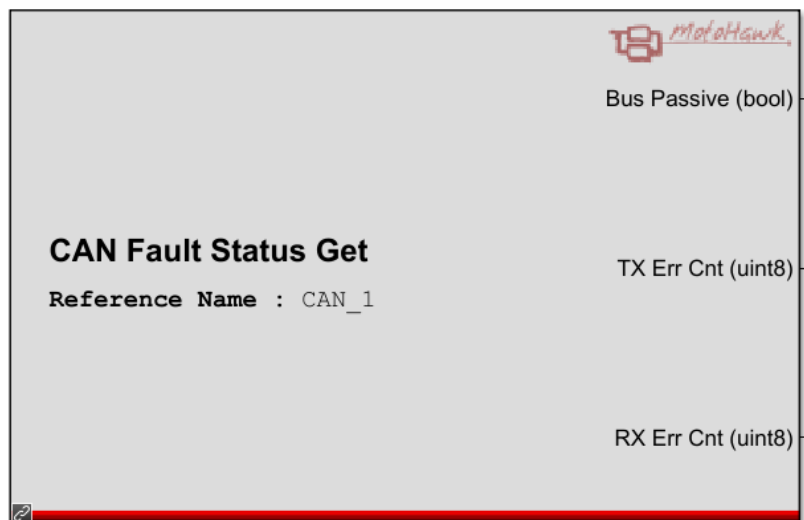 MotoHawk
Bus Passive (bool)
CAN Fault Status Get
TX Err Cnt (uint8)
Reference Name : CAN_1
RX Err Cnt (uint8)